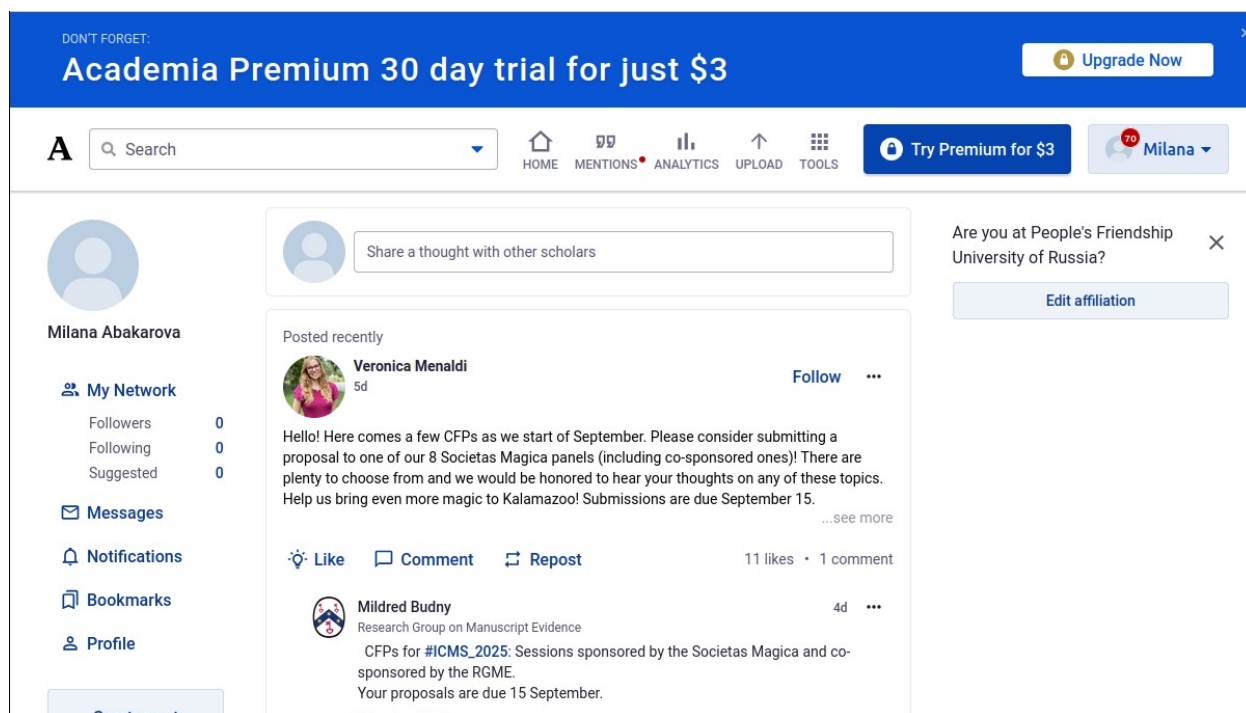 DON'T FORGET:
Academia Premium 30 day trial for just $3
Upgrade Now
A
Search
HOME
MENTIONS
ANALYTICS
UPLOAD
TOOLS
Try Premium for $3
70
Milana
Milana Abakarova
My Network
Followers 0
Following 0
Suggested 0
Messages
Notifications
Bookmarks
Profile
Share a thought with other scholars
Posted recently
Veronica Menaldi
5d
Follow
Hello! Here comes a few CFPs as we start of September. Please consider submitting a
proposal to one of our 8 Societas Magica panels (including co-sponsored ones)! There are
plenty to choose from and we would be honored to hear your thoughts on any of these topics.
Help us bring even more magic to Kalamazoo! Submissions are due September 15.
...see more
Like
Comment
Repost
11 likes • 1 comment
Mildred Budny
4d
Research Group on Manuscript Evidence
CFPs for #ICMS_2025: Sessions sponsored by the Societas Magica and co-
sponsored by the RGME.
Your proposals are due 15 September.
Are you at People's Friendship
University of Russia?
Edit affiliation